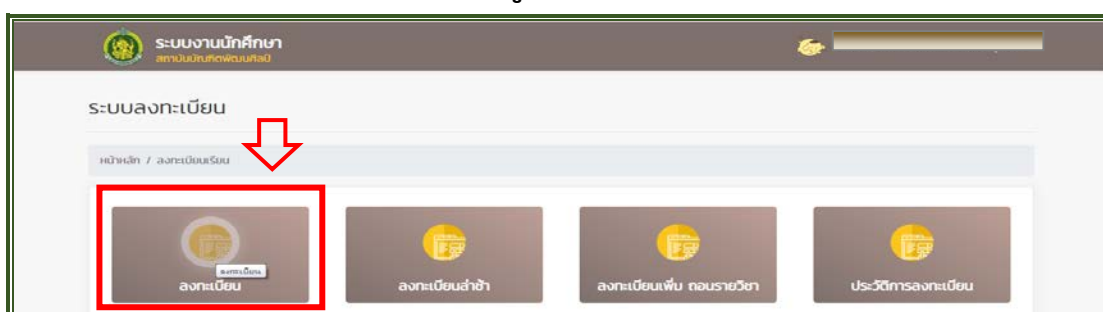 ระบบงานนักศึกษา
สถาบันบัณฑิตพัฒนศิลป์
ระบบลงทะเบียน
หน้าหลัก / ลงทะเบียนเรียน
ลงทะเบียน
ลงทะเบียน
ลงทะเบียนล่าช้า
ลงทะเบียนเพิ่ม ถอนรายวิชา
ประวัติการลงทะเบียน